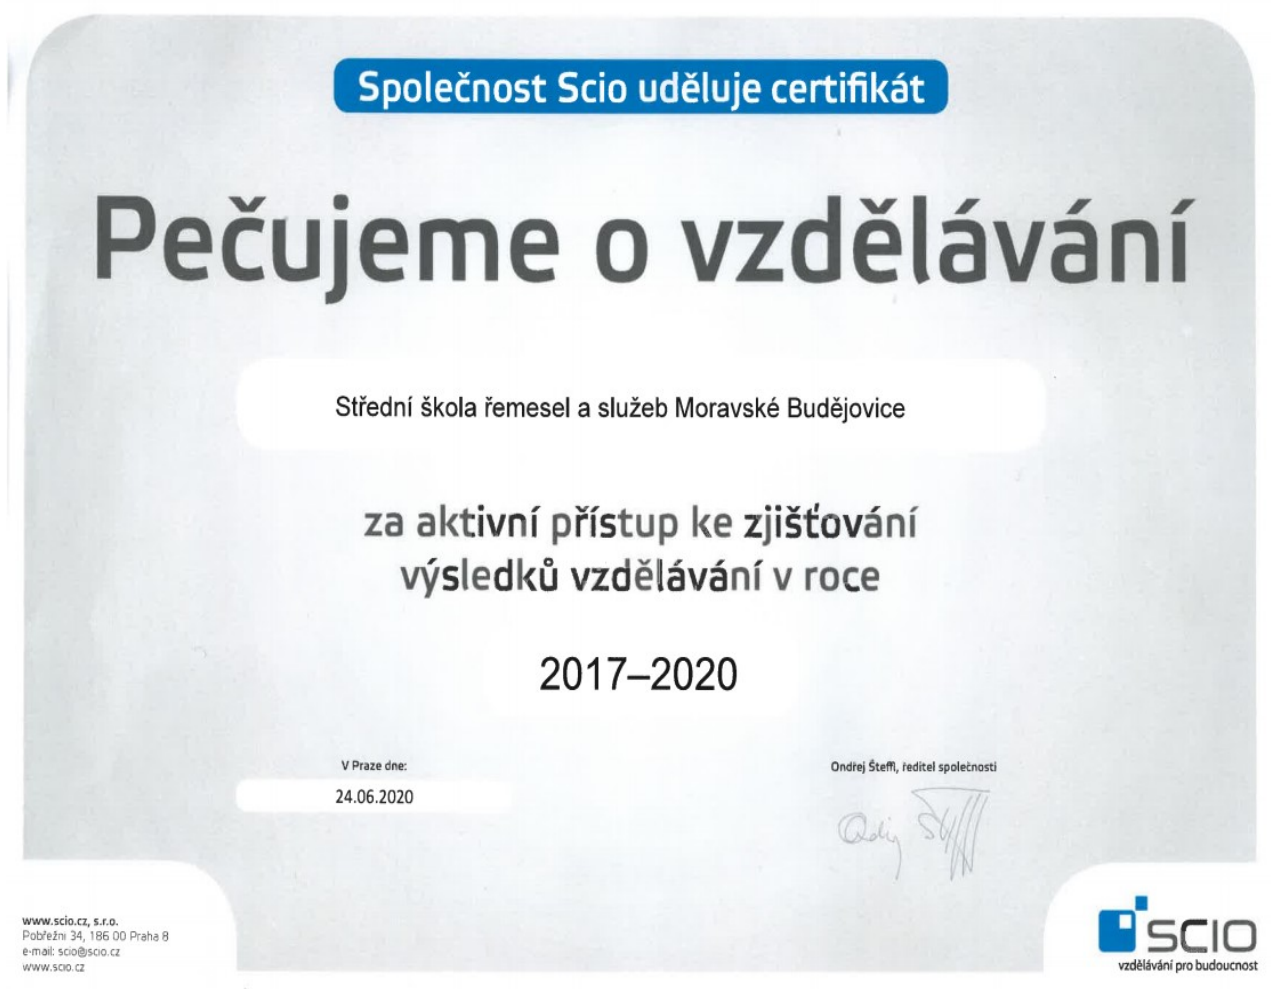 Společnost Scio uděluje certifikát
Pečujeme o vzdělávání
Střední škola řemesel a služeb Moravské Budějovice
za aktivní přístup ke zjišťování
výsledků vzdělávání v roce
2017–2020
V Praze dne:
24.06.2020
Ondřej Šteffl, ředitel společnosti
www.scio.cz, s.r.o.
Pobřežní 34, 186 00 Praha 8
e-mail: scio@scio.cz
www.scio.cz
SCIO
vzdělávání pro budoucnost